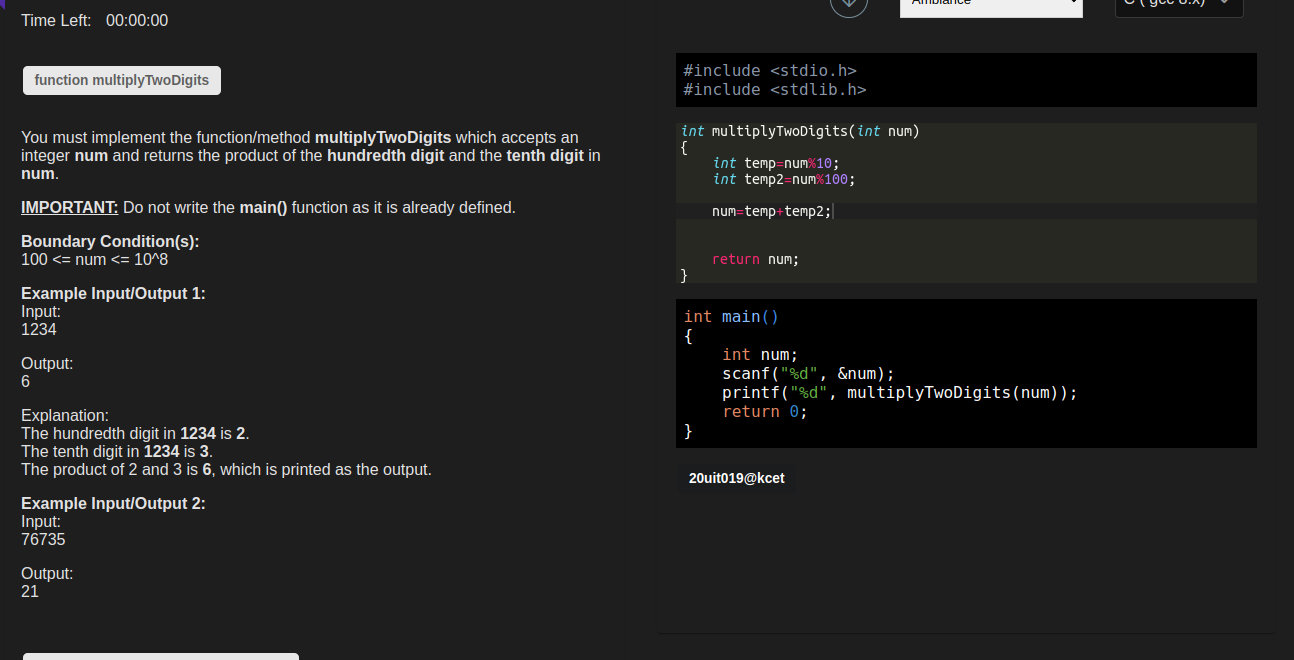 Time Left: 00:00:00
Ambiance
C ( gcc 8.x)
function multiplyTwoDigits
You must implement the function/method multiplyTwoDigits which accepts an
integer num and returns the product of the hundredth digit and the tenth digit in
num.
IMPORTANT: Do not write the main() function as it is already defined.
Boundary Condition(s):
100 <= num <= 10^8
Example Input/Output 1:
Input:
1234
Output:
6
Explanation:
The hundredth digit in 1234 is 2.
The tenth digit in 1234 is 3.
The product of 2 and 3 is 6, which is printed as the output.
Example Input/Output 2:
Input:
76735
Output:
21
#include <stdio.h>
#include <stdlib.h>
int multiplyTwoDigits(int num)
{
int temp=num%10;
int temp2=num%100;
num=temp+temp2;
return num;
}
int main()
{
int num;
scanf("%d", &num);
printf("%d", multiplyTwoDigits(num));
return 0;
}
20uit019@kcet